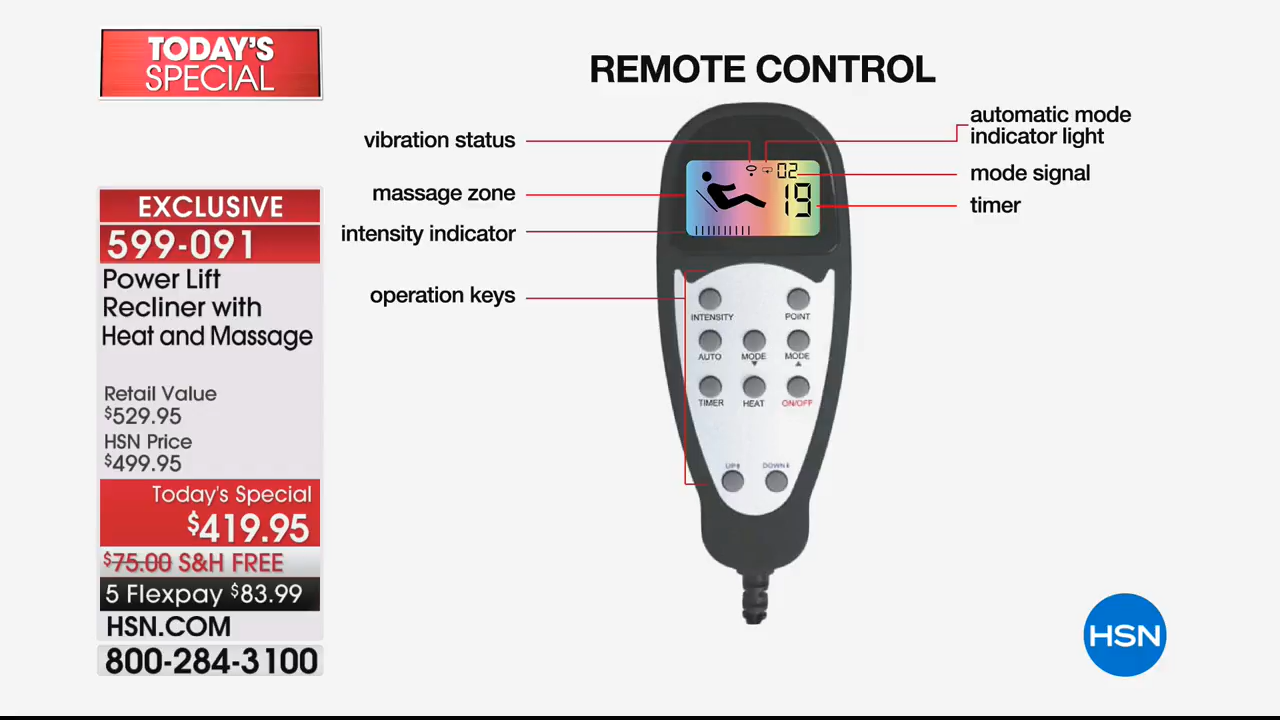 TODAY'S
SPECIAL
EXCLUSIVE
599-091
Power Lift
Recliner with
Heat and Massage
Retail Value
$529.95
HSN Price
$499.95
Today's Special
$419.95
$75.00 S&H FREE
5 Flexpay $83.99
HSN.COM
800-284-3100
REMOTE CONTROL
vibration status
massage zone
intensity indicator
operation keys
automatic mode
indicator light
mode signal
timer
02
19
INTENSITY POINT
AUTO MODE ▼ MODE ▲
TIMER HEAT ON/OFF
UP⬆ DOWN⬇
HSN